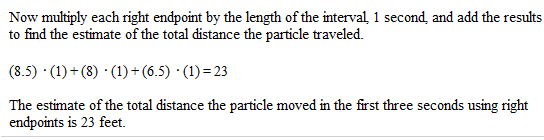 Now multiply each right endpoint by the length of the interval, 1 second, and add the results
to find the estimate of the total distance the particle traveled.
(8.5) · (1) + (8) · (1) + (6.5) · (1) = 23
The estimate of the total distance the particle moved in the first three seconds using right
endpoints is 23 feet.